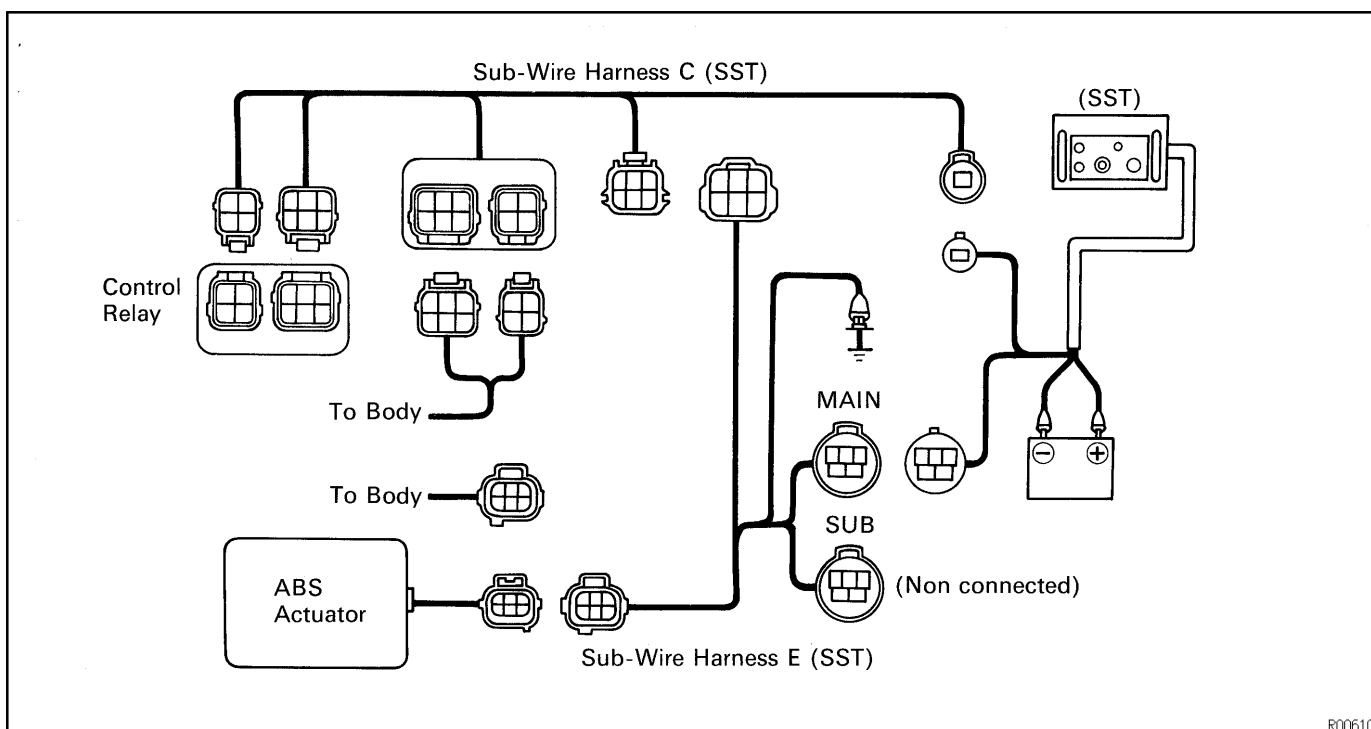 Sub-Wire Harness C (SST)
(SST)
Control
Relay
To Body
MAIN
To Body
SUB
ABS
Actuator
(Non connected)
Sub-Wire Harness E (SST)
− +
R00610